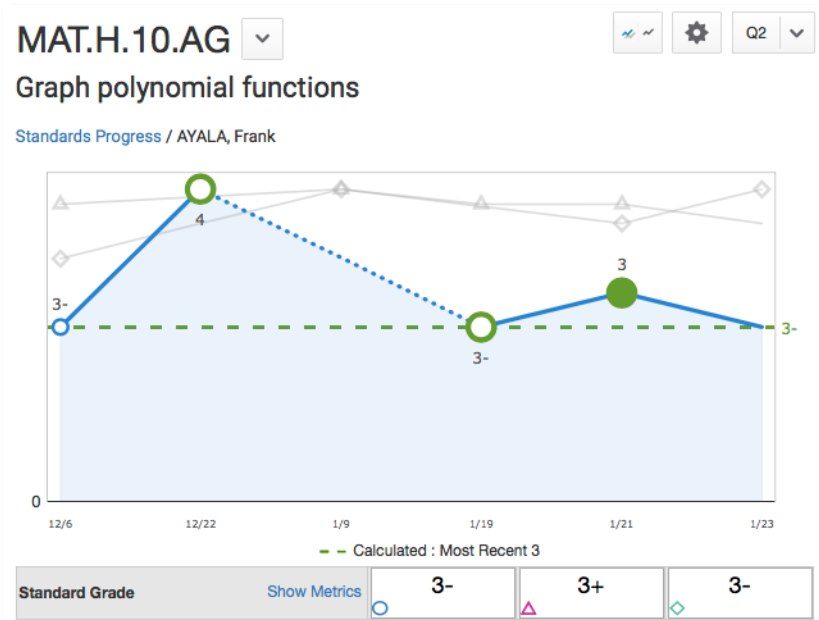 MAT.H.10.AG
Q2
Graph polynomial functions
Standards Progress / AYALA, Frank
4
3
3-
3-
3-
0
12/6 12/22 1/9 1/19 1/21 1/23
Calculated : Most Recent 3
Standard Grade Show Metrics 3- 3+ 3-